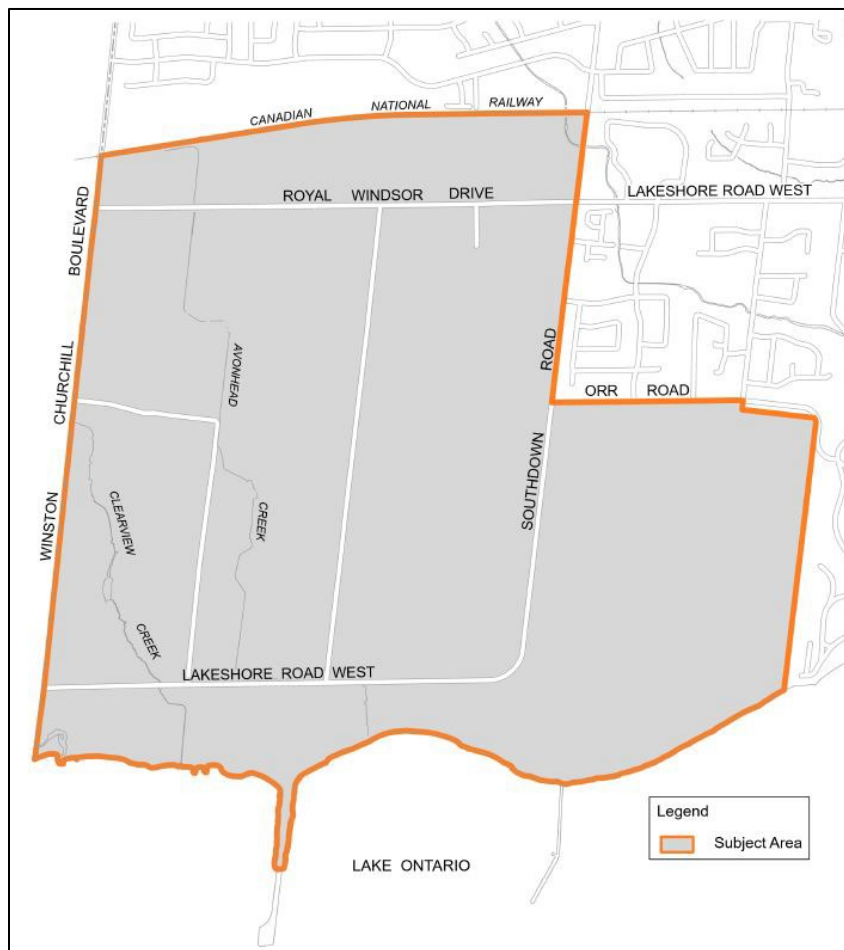 CANADIAN NATIONAL RAILWAY
ROYAL WINDSOR DRIVE
LAKESHORE ROAD WEST
WINSTON CHURCHILL BOULEVARD
AVONHEAD CREEK
SOUTHDOWN ROAD
ORR ROAD
CLEARVIEW CREEK
LAKESHORE ROAD WEST
LAKE ONTARIO
Legend
Subject Area